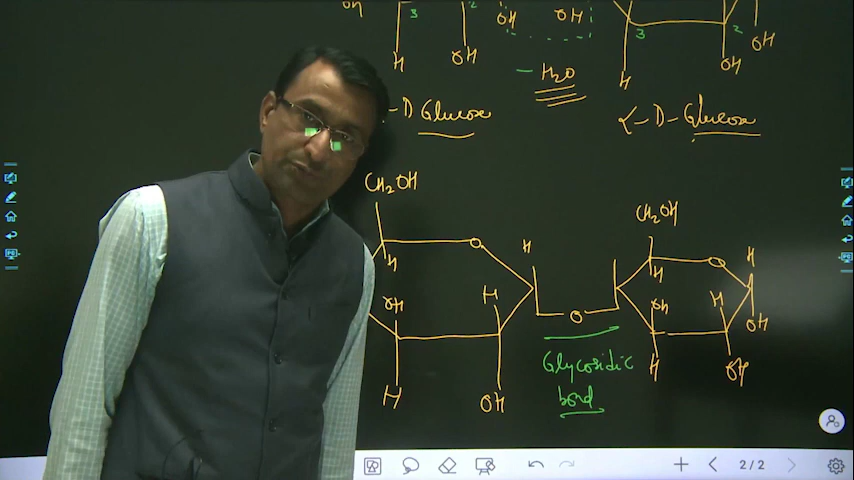 OH 3 2 OH OH 3 2 OH
H OH OH
- H2O H
- D Glucose α-D-Glucose
CH2OH CH2OH
O H O H
H H
OH H OH H
O OH
Glycosidic H OH
H OH bond
2/2